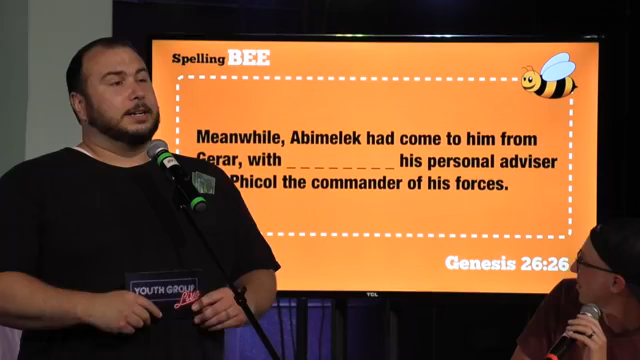 Spelling BEE
Meanwhile, Abimelek had come to him from
Gerar, with _ _ _ _ _ _ _ _ his personal adviser
Phicol the commander of his forces.
Genesis 26:26
TCL
YOUTH GROUP
Live